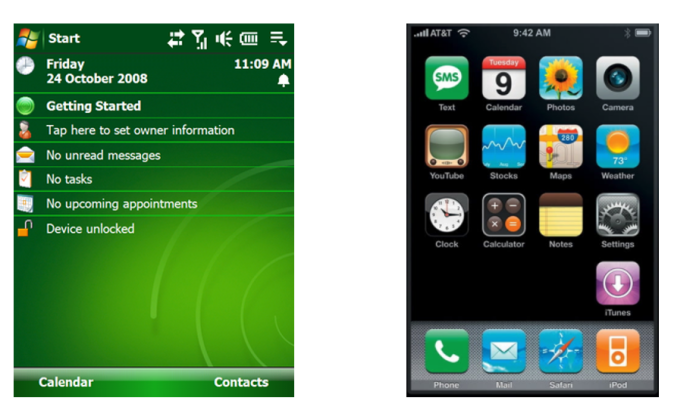 Start
Friday
24 October 2008
11:09 AM
Getting Started
Tap here to set owner information
No unread messages
No tasks
No upcoming appointments
Device unlocked
Calendar
Contacts
AT&T
9:42 AM
SMS
Text
Tuesday
9
Calendar
Photos
Camera
YouTube
Stocks
280
Maps
73°
Weather
Clock
Calculator
Notes
Settings
iTunes
Phone
Mail
Safari
iPod